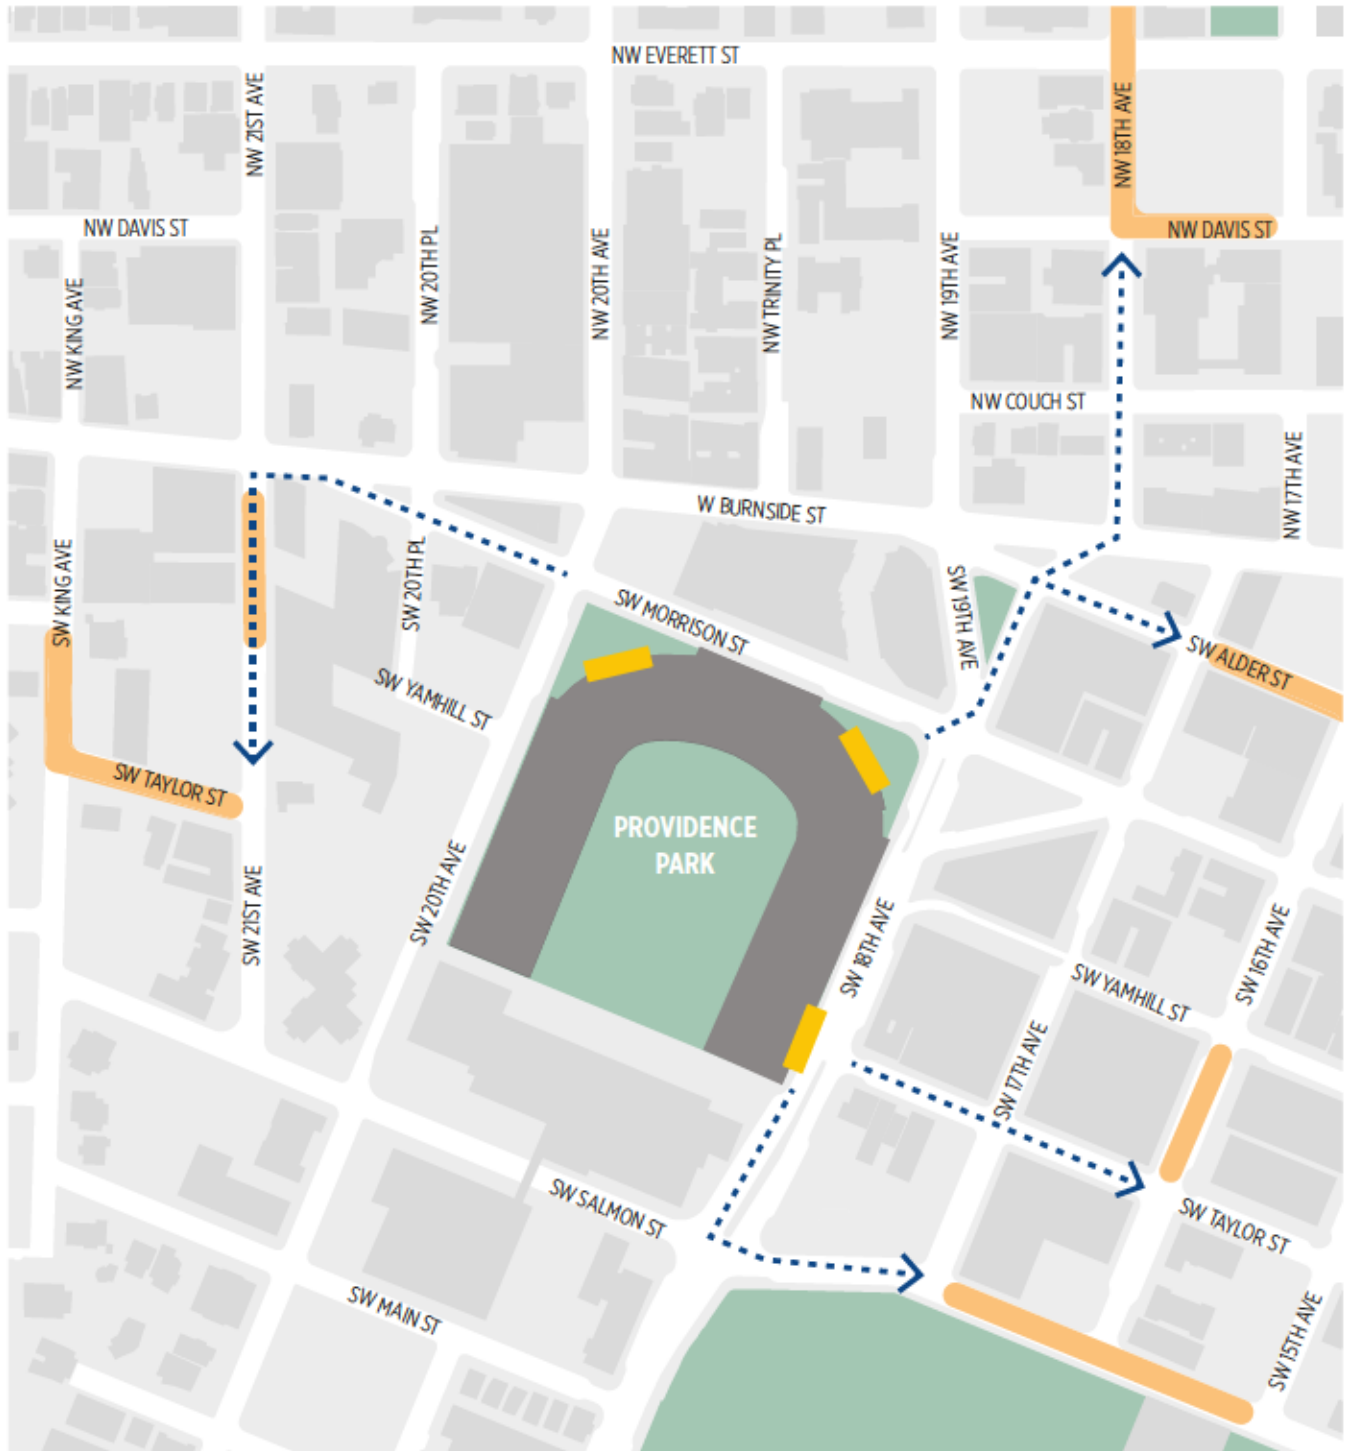 NW EVERETT ST
NW 21ST AVE
NW 18TH AVE
NW DAVIS ST
NW DAVIS ST
NW KING AVE
NW 20TH PL
NW 20TH AVE
NW TRINITY PL
NW 19TH AVE
NW COUCH ST
NW 17TH AVE
W BURNSIDE ST
SW KING AVE
SW 20TH PL
SW MORRISON ST
SW 19TH AVE
SW ALDER ST
SW YAMHILL ST
SW TAYLOR ST
PROVIDENCE
PARK
SW 20TH AVE
SW 21ST AVE
SW 18TH AVE
SW 16TH AVE
SW YAMHILL ST
SW 17TH AVE
SW SALMON ST
SW TAYLOR ST
SW MAIN ST
SW 15TH AVE